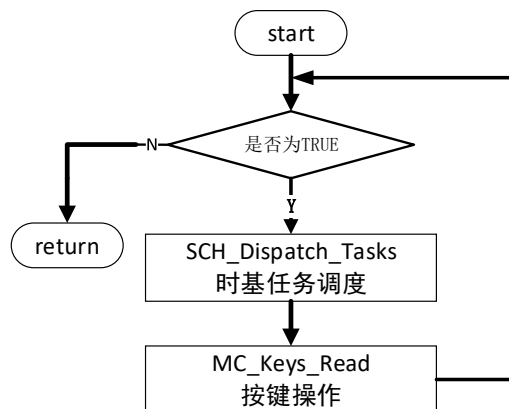 start
是否为TRUE
N
Y
return
SCH_Dispatch_Tasks
时基任务调度
MC_Keys_Read
按键操作